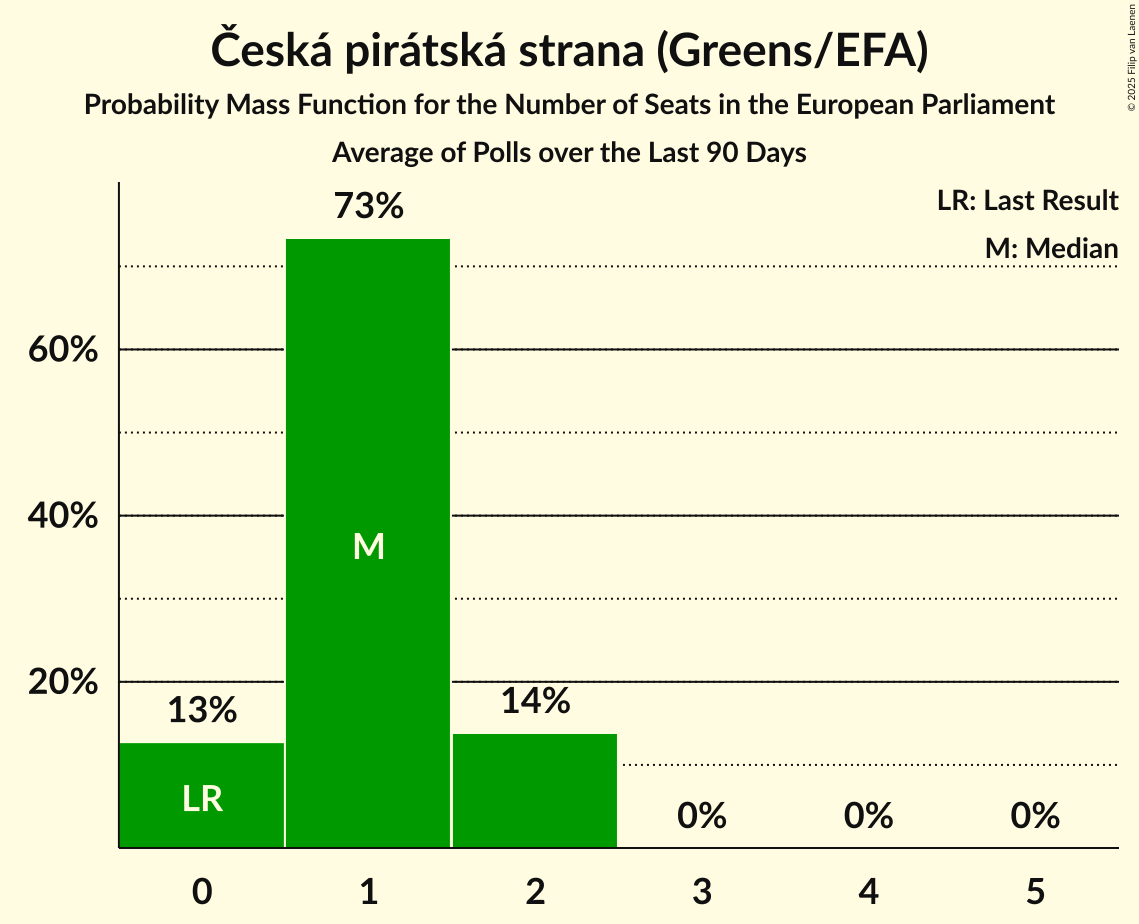 Česká pirátská strana (Greens/EFA)
Probability Mass Function for the Number of Seats in the European Parliament
Average of Polls over the Last 90 Days
© 2025 Filip van Laenen
LR: Last Result
M: Median
73%
60%
40%
M
20%
13%
14%
LR
0%
0%
0%
0
1
2
3
4
5